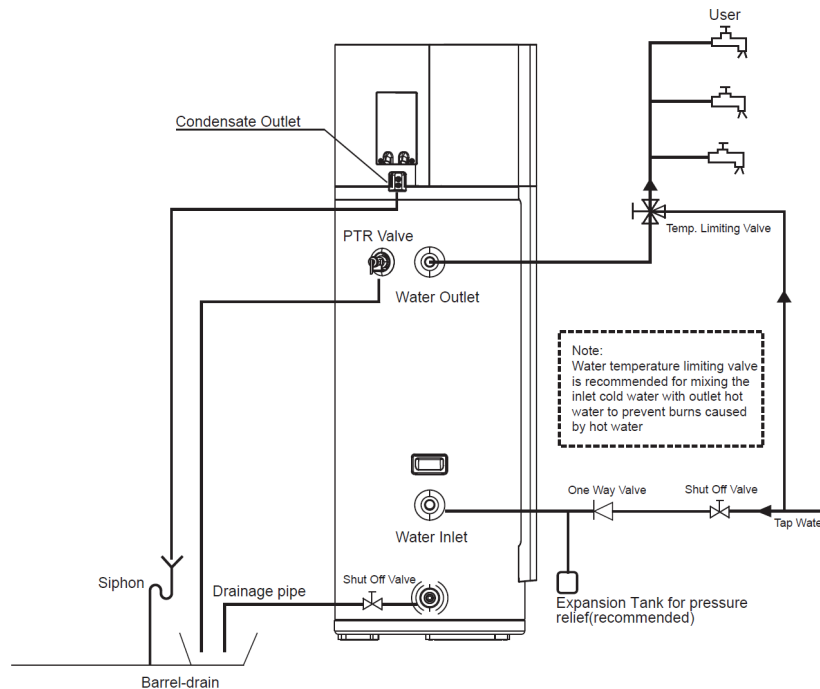 User
Condensate Outlet
Temp. Limiting Valve
PTR Valve
Water Outlet
Note:
Water temperature limiting valve
is recommended for mixing the
inlet cold water with outlet hot
water to prevent burns caused
by hot water
One Way Valve
Shut Off Valve
Tap Water
Water Inlet
Siphon
Drainage pipe
Shut Off Valve
Expansion Tank for pressure
relief(recommended)
Barrel-drain